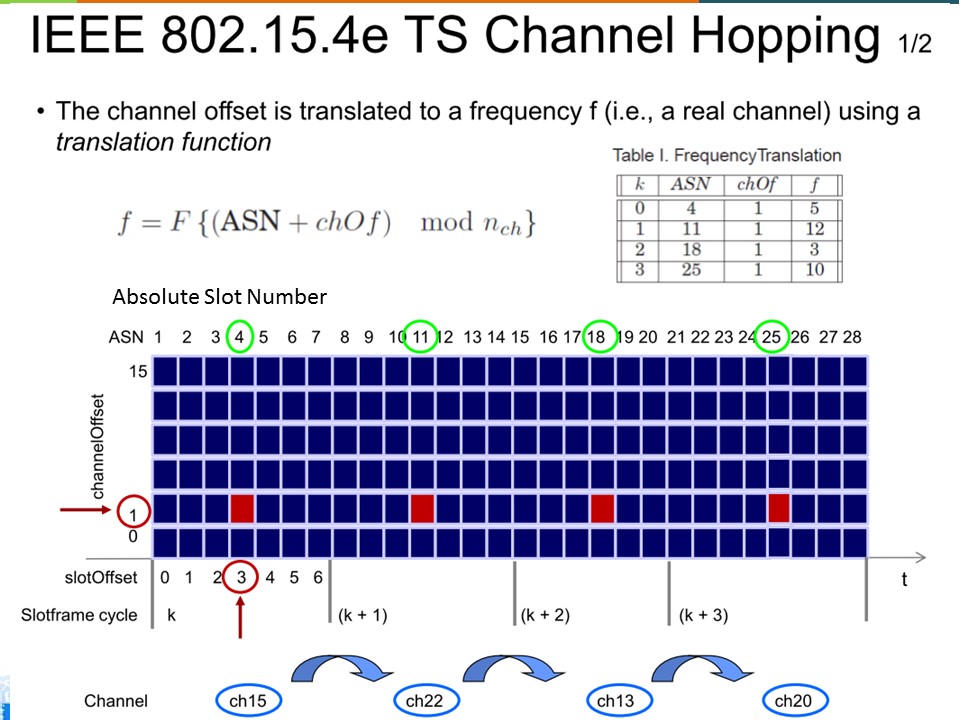 IEEE 802.15.4e TS Channel Hopping 1/2
• The channel offset is translated to a frequency f (i.e., a real channel) using a
translation function
Table I. FrequencyTranslation
k ASN chOf f
0 4 1 5
1 11 1 12
2 18 1 3
3 25 1 10
f = F {(ASN + chOf) mod n_ch}
Absolute Slot Number
ASN 1 2 3 4 5 6 7 8 9 10 11 12 13 14 15 16 17 18 19 20 21 22 23 24 25 26 27 28
15
channelOffset
1
0
slotOffset 0 1 2 3 4 5 6 t
Slotframe cycle k (k + 1) (k + 2) (k + 3)
Channel ch15 ch22 ch13 ch20